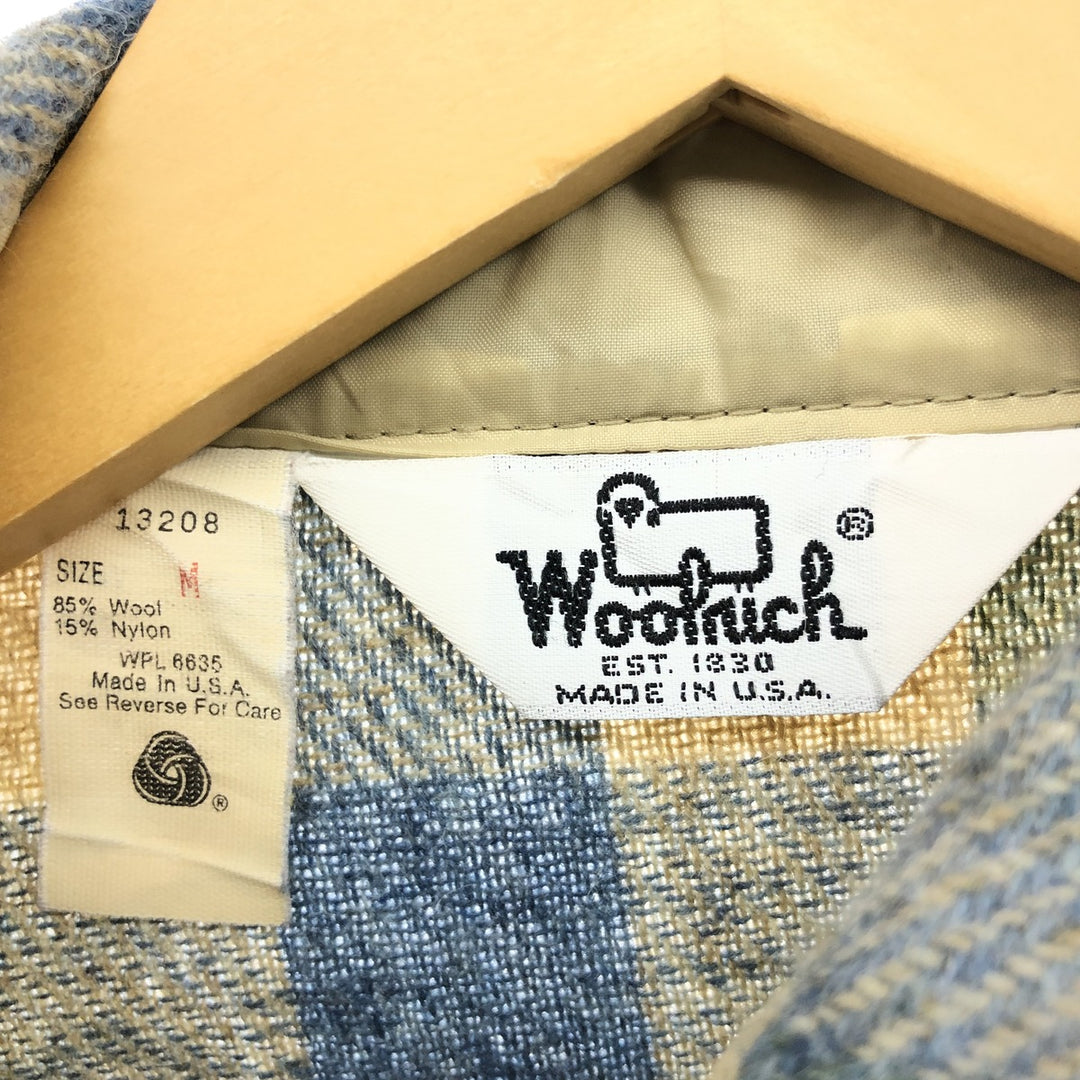 13208
SIZE M
85% Wool
15% Nylon
WPL 6635
Made In U.S.A.
See Reverse For Care
®
Woolrich ®
EST. 1830
MADE IN U.S.A.